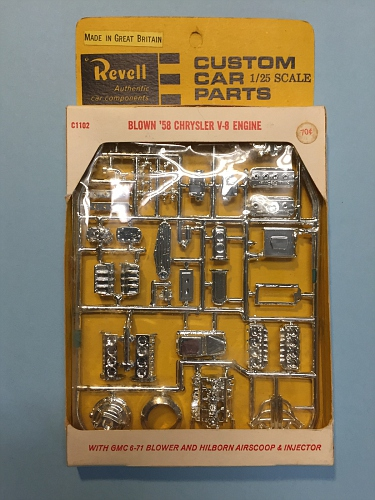 MADE IN GREAT BRITAIN
Revell
Authentic
car components
CUSTOM
CAR 1/25 SCALE
PARTS
C1102
BLOWN '58 CHRYSLER V-8 ENGINE
70¢
WITH GMC 6-71 BLOWER AND HILBORN AIRSCOOP & INJECTOR